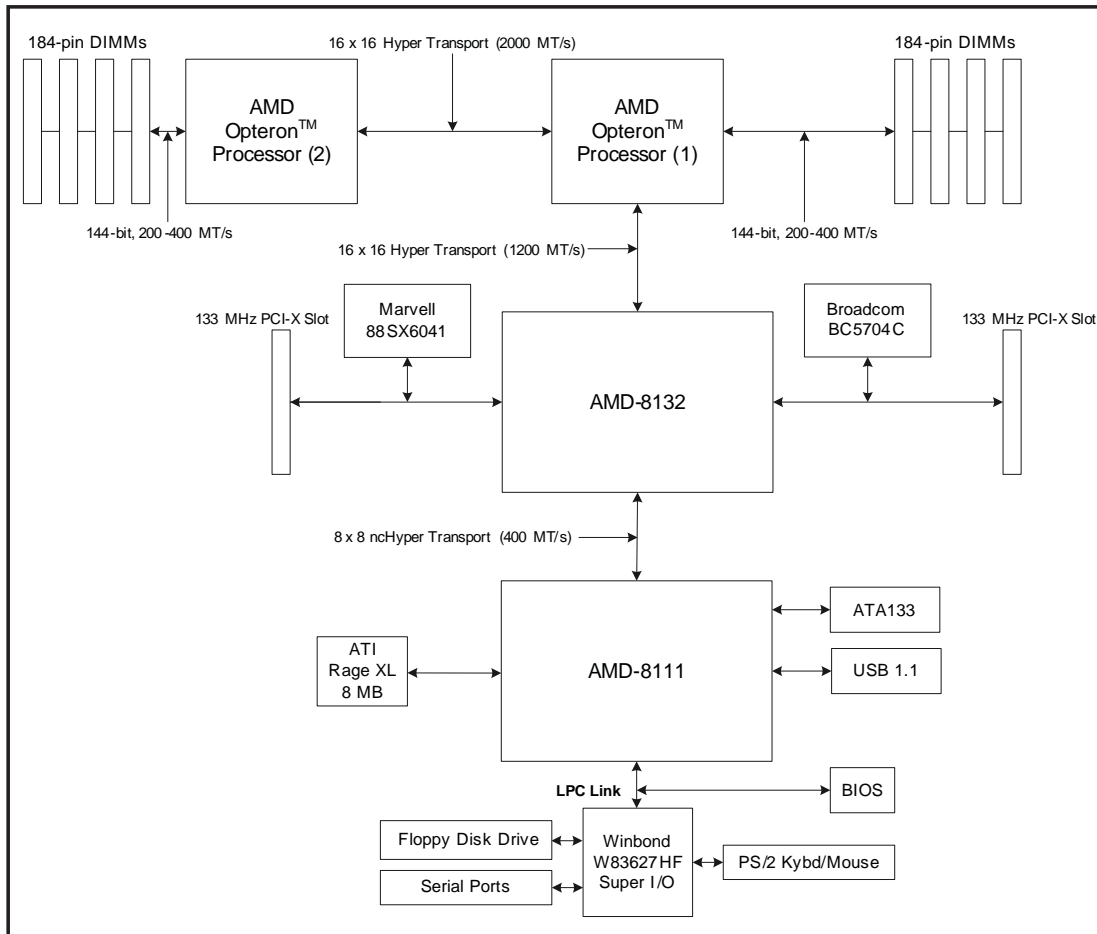 184-pin DIMMs
16 x 16 Hyper Transport (2000 MT/s)
184-pin DIMMs
AMD
Opteron™
Processor (2)
AMD
Opteron™
Processor (1)
144-bit, 200-400 MT/s
144-bit, 200-400 MT/s
16 x 16 Hyper Transport (1200 MT/s)
133 MHz PCI-X Slot
Marvell
88SX6041
Broadcom
BC5704C
133 MHz PCI-X Slot
AMD-8132
8 x 8 ncHyper Transport (400 MT/s)
ATI
Rage XL
8 MB
AMD-8111
ATA133
USB 1.1
LPC Link
BIOS
Floppy Disk Drive
Serial Ports
Winbond
W83627HF
Super I/O
PS/2 Kybd/Mouse